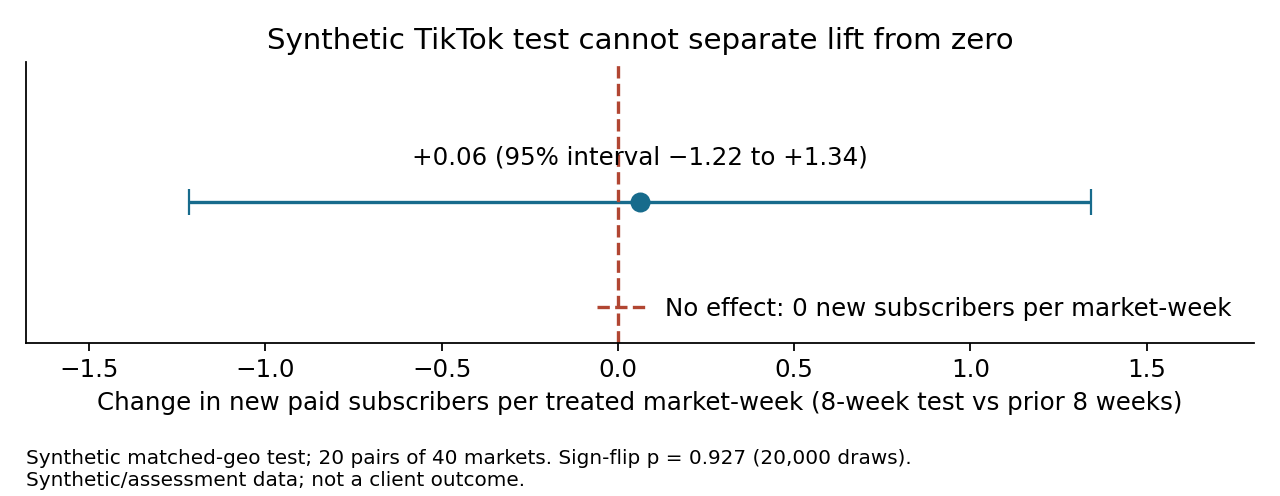 Synthetic TikTok test cannot separate lift from zero
+0.06 (95% interval −1.22 to +1.34)
No effect: 0 new subscribers per market-week
−1.5 −1.0 −0.5 0.0 0.5 1.0 1.5
Change in new paid subscribers per treated market-week (8-week test vs prior 8 weeks)
Synthetic matched-geo test; 20 pairs of 40 markets. Sign-flip p = 0.927 (20,000 draws).
Synthetic/assessment data; not a client outcome.